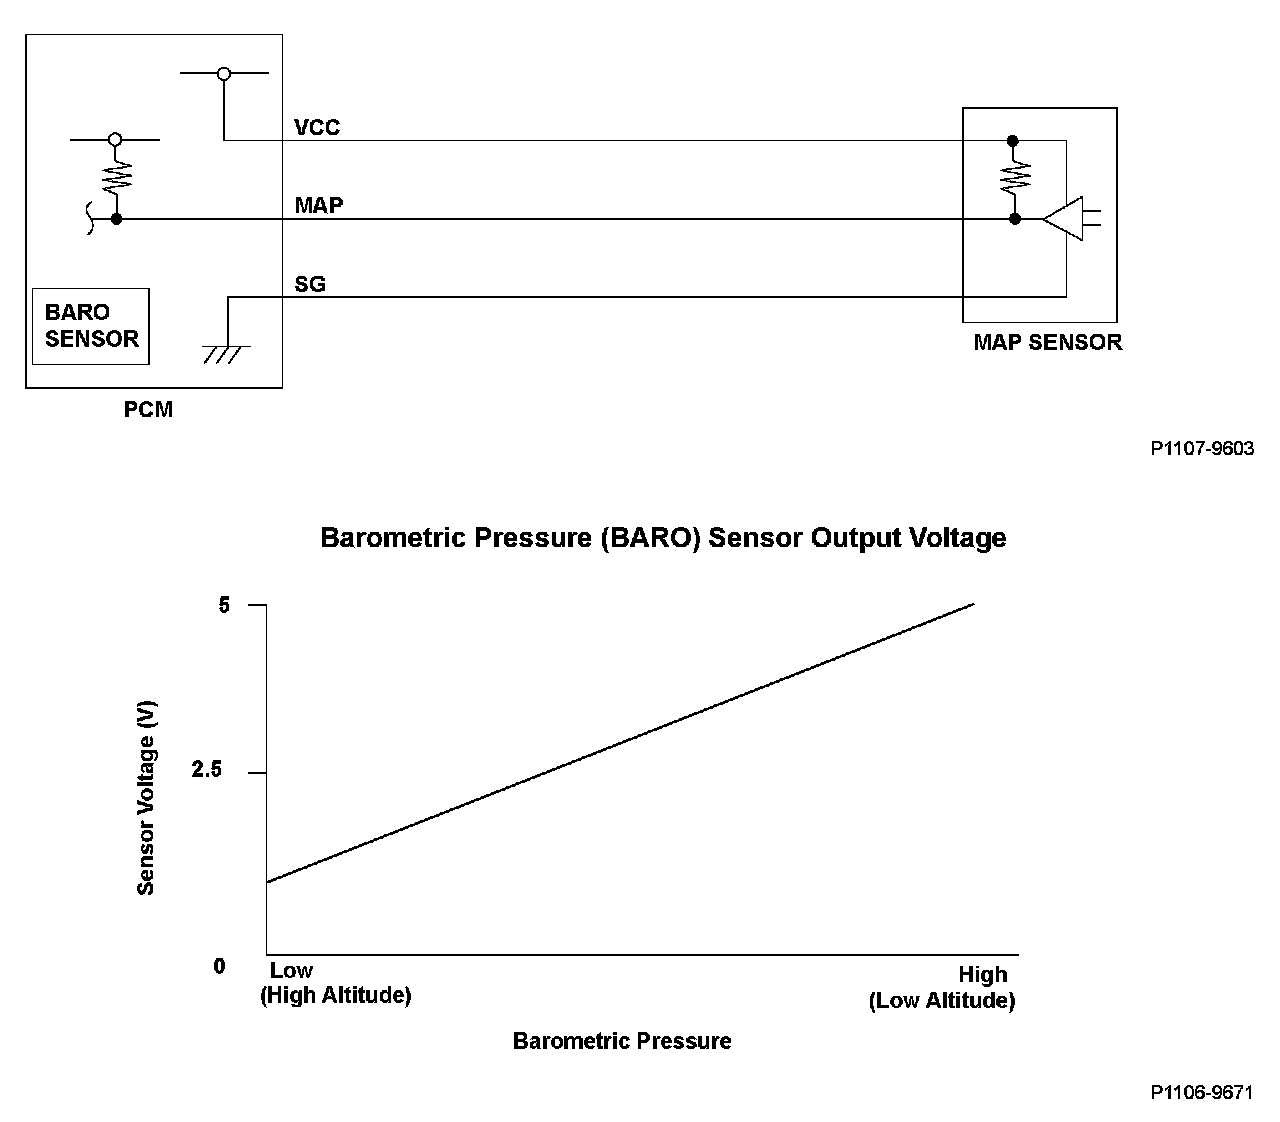 VCC
MAP
SG
BARO
SENSOR
MAP SENSOR
PCM
P1107-9603
Barometric Pressure (BARO) Sensor Output Voltage
5
2.5
0
Sensor Voltage (V)
Low
(High Altitude)
High
(Low Altitude)
Barometric Pressure
P1106-9671